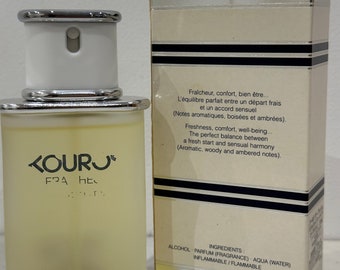 KOUROS
FRAÎCHEUR
Fraîcheur, confort, bien être...
L'équilibre parfait entre un départ frais
et un accord sensuel
(Notes aromatiques, boisées et ambrées).
Freshness, comfort, well-being...
The perfect balance between
a fresh start and sensual harmony
(Aromatic, woody and ambered notes).
INGREDIENTS :
ALCOHOL · PARFUM (FRAGRANCE) · AQUA (WATER)
INFLAMMABLE / FLAMMABLE